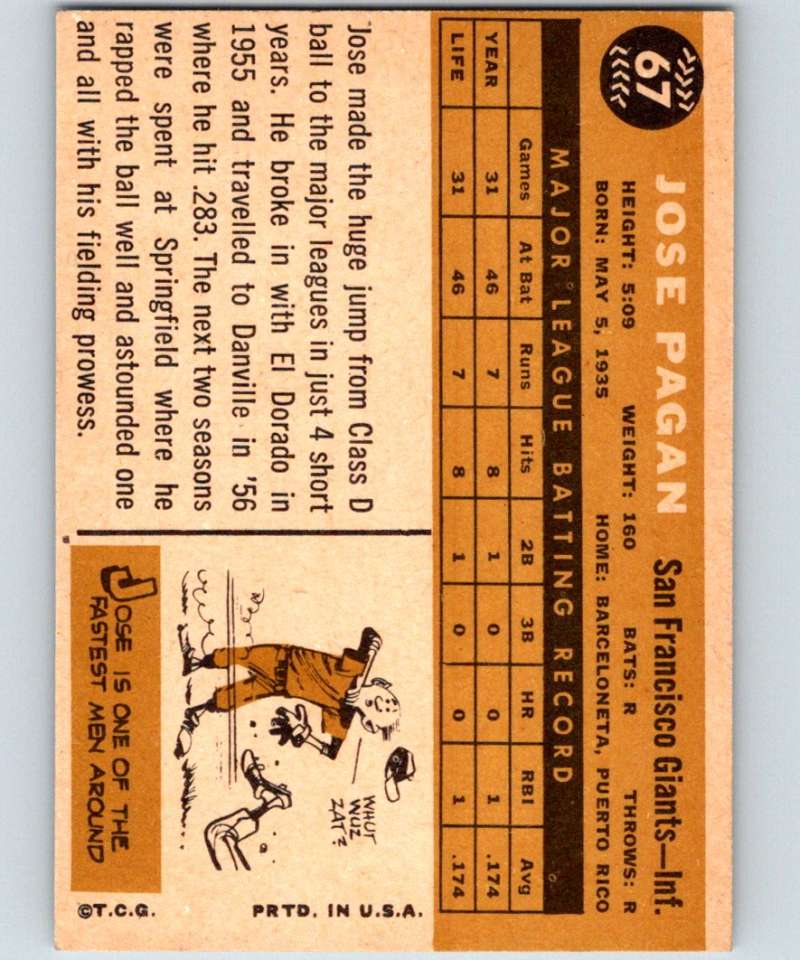 67
JOSE PAGAN San Francisco Giants—Inf.
HEIGHT: 5:09 WEIGHT: 160 BATS: R THROWS: R
BORN: MAY 5, 1935 HOME: BARCELONETA, PUERTO RICO
MAJOR LEAGUE BATTING RECORD
Games At Bat Runs Hits 2B 3B HR RBI Avg
YEAR 31 46 7 8 1 0 0 1 .174
LIFE 31 46 7 8 1 0 0 1 .174
Jose made the huge jump from Class D
ball to the major leagues in just 4 short
years. He broke in with El Dorado in
1955 and travelled to Danville in '56
where he hit .283. The next two seasons
were spent at Springfield where he
rapped the ball well and astounded one
and all with his fielding prowess.
WHUT
WUZ
ZAT?
JOSE IS ONE OF THE
FASTEST MEN AROUND
©T.C.G. PRTD. IN U.S.A.